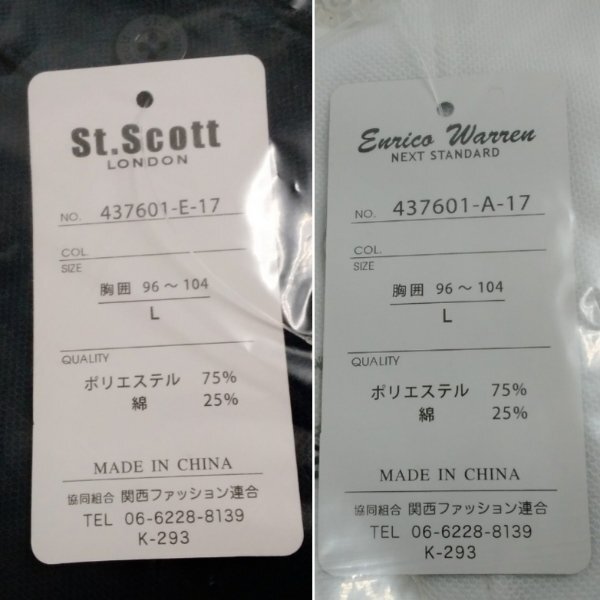 St.Scott
LONDON
NO. 437601-E-17
COL.
SIZE
胸囲 96～104
L
QUALITY
ポリエステル 75%
綿 25%
MADE IN CHINA
協同組合 関西ファッション連合
TEL 06-6228-8139
K-293
Enrico Warren
NEXT STANDARD
NO. 437601-A-17
COL.
SIZE
胸囲 96～104
L
QUALITY
ポリエステル 75%
綿 25%
MADE IN CHINA
協同組合 関西ファッション連合
TEL 06-6228-8139
K-293